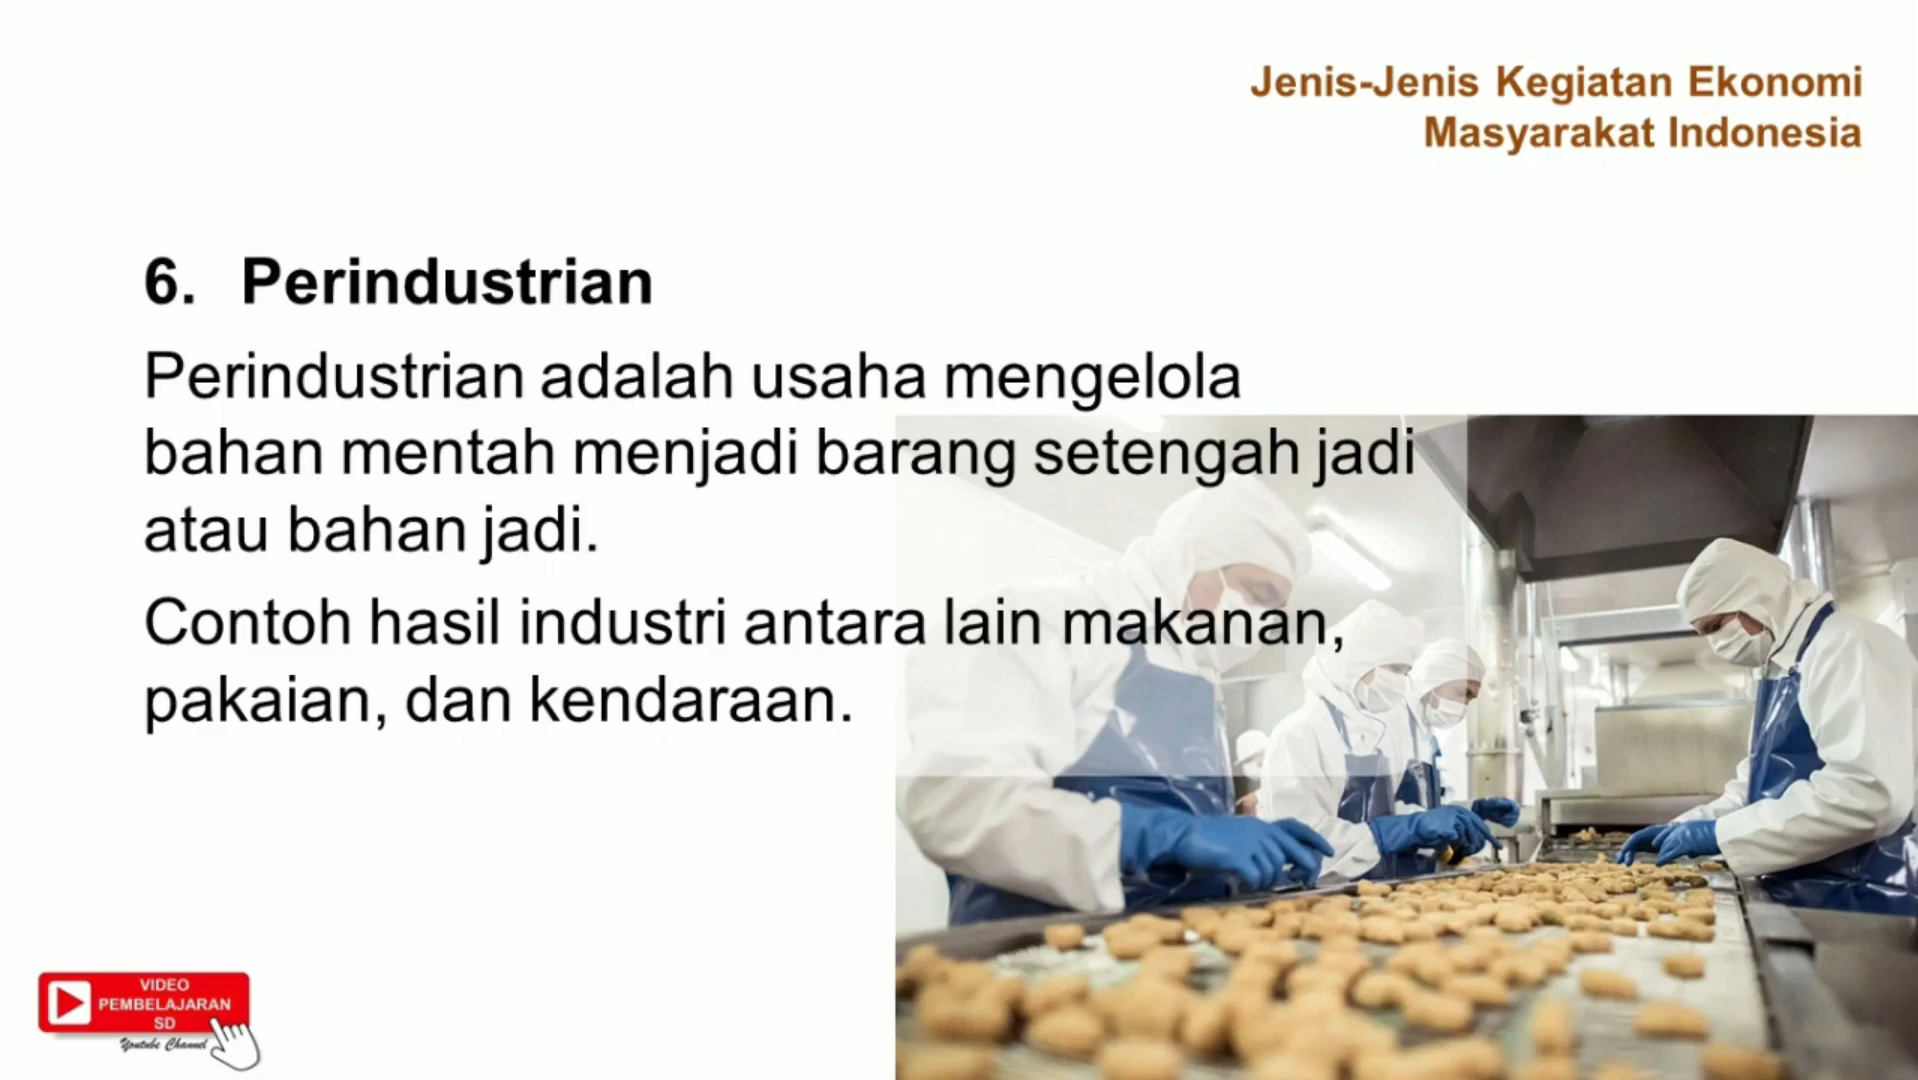 Jenis-Jenis Kegiatan Ekonomi
Masyarakat Indonesia
6. Perindustrian
Perindustrian adalah usaha mengelola
bahan mentah menjadi barang setengah jadi
atau bahan jadi.
Contoh hasil industri antara lain makanan,
pakaian, dan kendaraan.
VIDEO
PEMBELAJARAN
SD
Youtube Channel